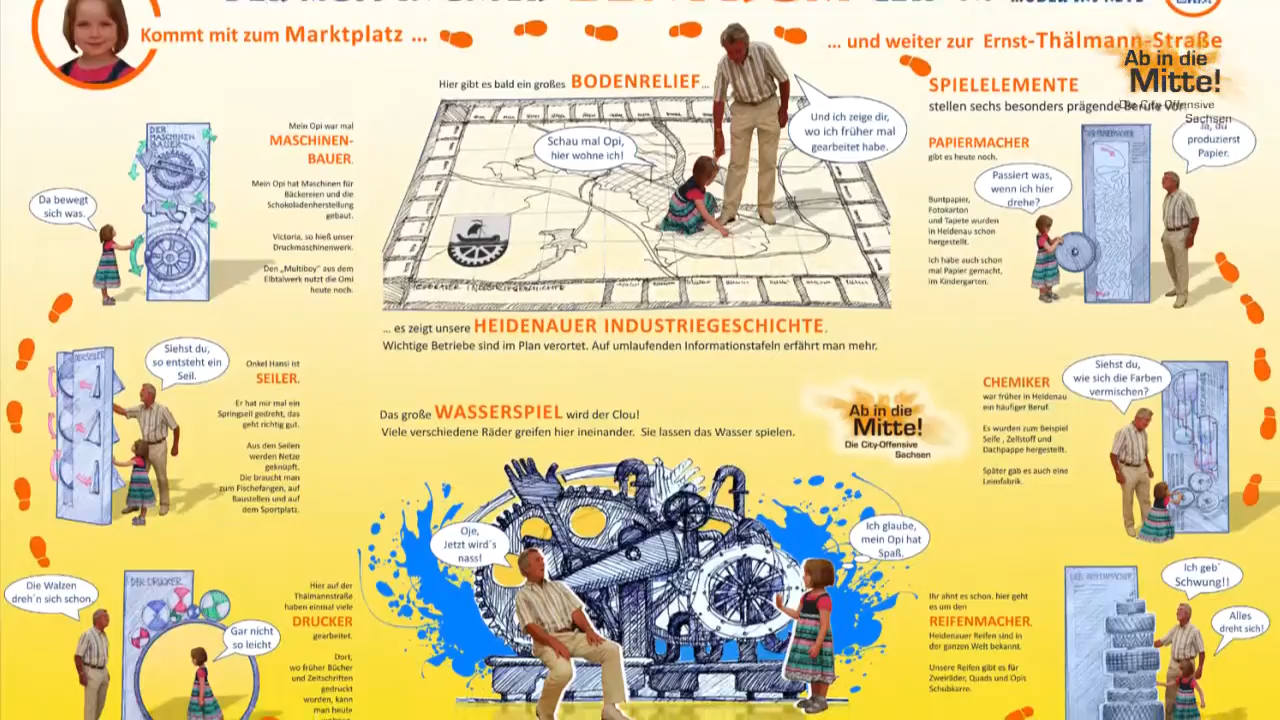 Kommt mit zum Marktplatz ...
... und weiter zur Ernst-Thälmann-Straße
Ab in die
Mitte!
Die City-Offensive
Sachsen
Hier gibt es bald ein großes BODENRELIEF...
Schau mal Opi,
hier wohne ich!
Und ich zeige dir,
wo ich früher mal
gearbeitet habe.
... es zeigt unsere HEIDENAUER INDUSTRIEGESCHICHTE.
Wichtige Betriebe sind im Plan verortet. Auf umlaufenden Informationstafeln erfährt man mehr.
Mein Opi war mal
MASCHINEN-
BAUER.
Mein Opi hat Maschinen für
Bäckereien und die
Schokoladenherstellung
gebaut.
Victoria, so hieß unser
Druckmaschinenwerk.
Den „Multiboy" aus dem
Elbtalwerk nutzt die Omi
heute noch.
Da bewegt
sich was.
DER
MASCHINEN
BAUER
SPIELELEMENTE
stellen sechs besonders prägende Berufe vor.
PAPIERMACHER
gibt es heute noch.
Buntpapier,
Fotokarton
und Tapete wurden
in Heidenau schon
hergestellt.
Ich habe auch schon
mal Papier gemacht,
im Kindergarten.
Passiert was,
wenn ich hier
drehe?
Ja, du
produzierst
Papier.
Siehst du,
so entsteht ein
Seil.
Onkel Hansi ist
SEILER.
Er hat mir mal ein
Springseil gedreht, das
geht richtig gut.
Aus den Seilen
werden Netze
geknüpft.
Die braucht man
zum Fischefangen, auf
Baustellen und auf
dem Sportplatz.
Das große WASSERSPIEL wird der Clou!
Viele verschiedene Räder greifen hier ineinander. Sie lassen das Wasser spielen.
Ab in die
Mitte!
Die City-Offensive
Sachsen
Oje,
Jetzt wird´s
nass!
Ich glaube,
mein Opi hat
Spaß.
CHEMIKER
war früher in Heidenau
ein häufiger Beruf.
Es wurden zum Beispiel
Seife , Zellstoff und
Dachpappe hergestellt.
Später gab es auch eine
Leimfabrik.
Siehst du,
wie sich die Farben
vermischen?
Die Walzen
dreh´n sich schon.
DER DRUCKER
Gar nicht
so leicht
Hier auf der
Thälmannstraße
haben einmal viele
DRUCKER
gearbeitet.
Dort,
wo früher Bücher
und Zeitschriften
gedruckt
wurden, kann
man heute
Ihr ahnt es schon, hier geht
es um den
REIFENMACHER.
Heidenauer Reifen sind in
der ganzen Welt bekannt.
Unsere Reifen gibt es für
Zweiräder, Quads und Opis
Schubkarre.
Ich geb´
Schwung!!
Alles
dreht sich!